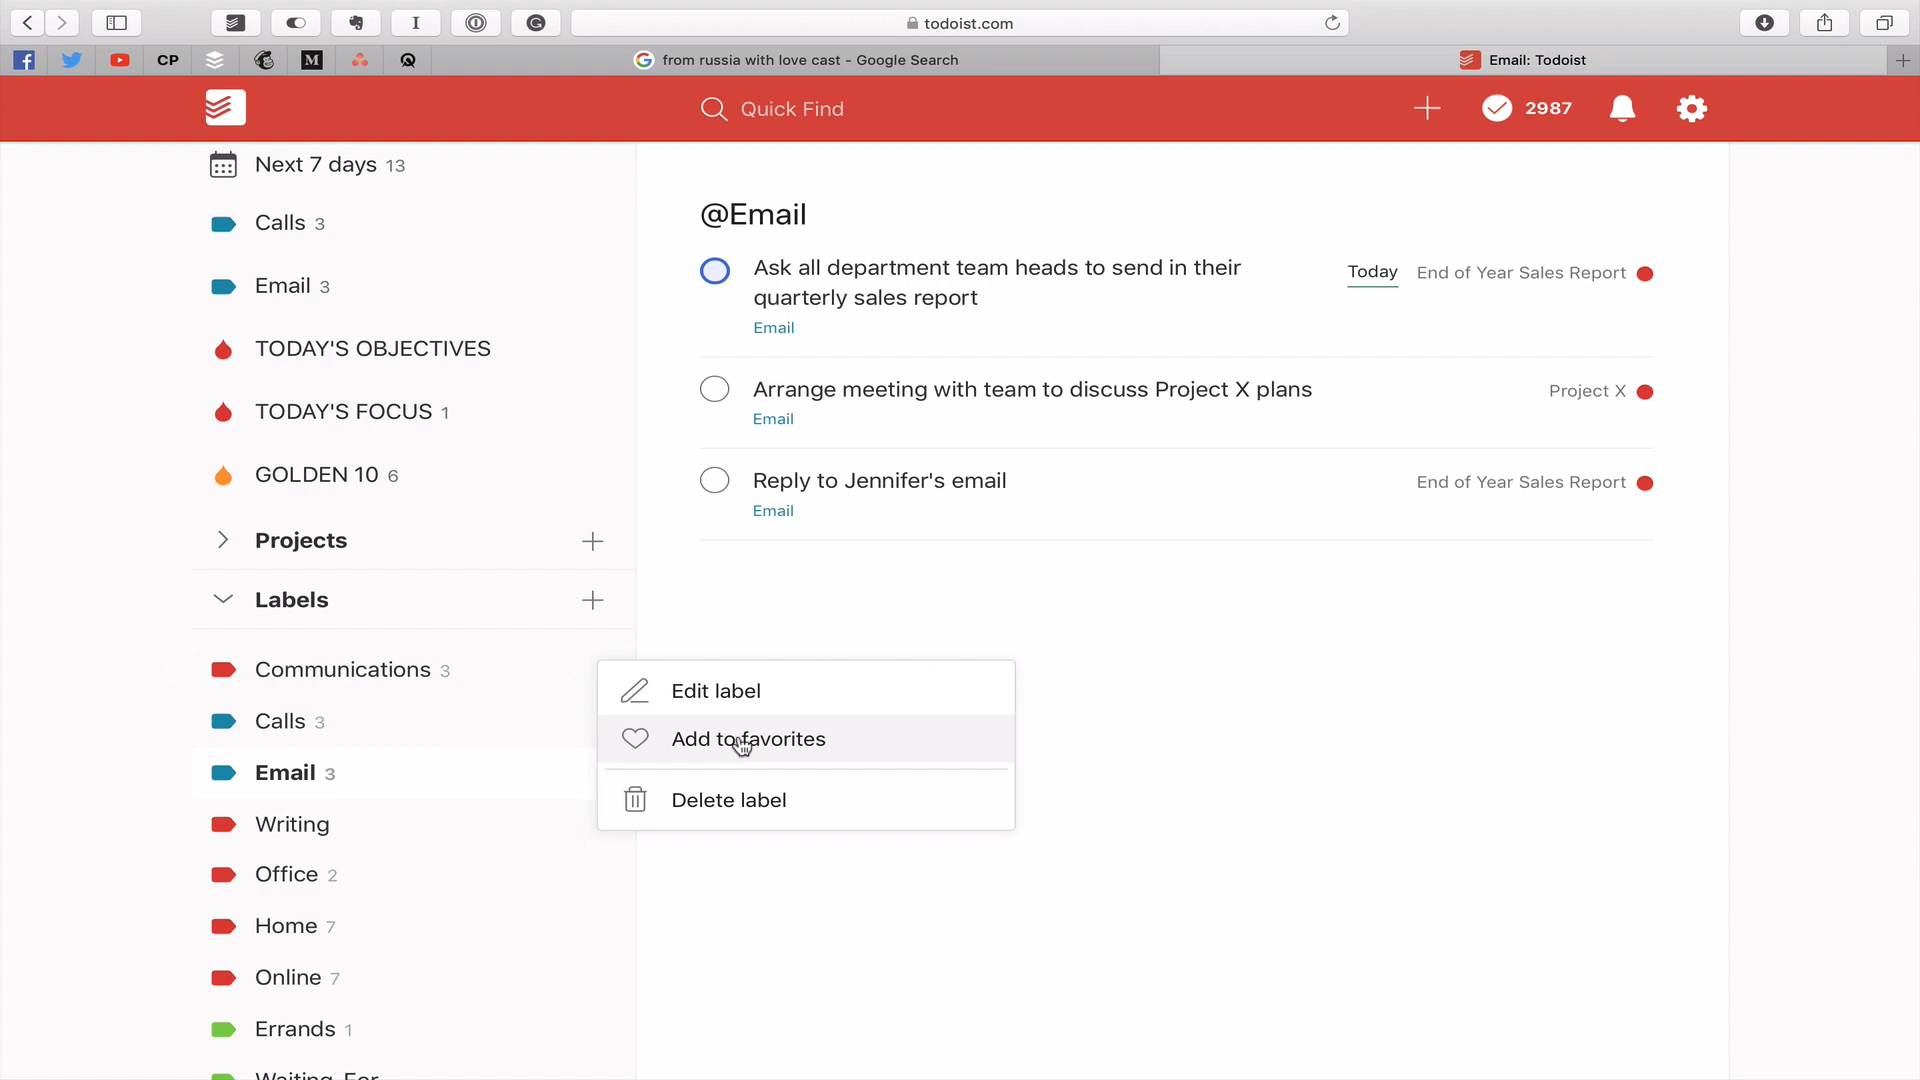 todoist.com
CP
M
from russia with love cast - Google Search
Email: Todoist
Quick Find
2987
Next 7 days 13
Calls 3
Email 3
TODAY'S OBJECTIVES
TODAY'S FOCUS 1
GOLDEN 10 6
Projects
Labels
Communications 3
Calls 3
Email 3
Writing
Office 2
Home 7
Online 7
Errands 1
Waiting For
@Email
Ask all department team heads to send in their
quarterly sales report
Email
Today
End of Year Sales Report
Arrange meeting with team to discuss Project X plans
Email
Project X
Reply to Jennifer's email
Email
End of Year Sales Report
Edit label
Add to favorites
Delete label